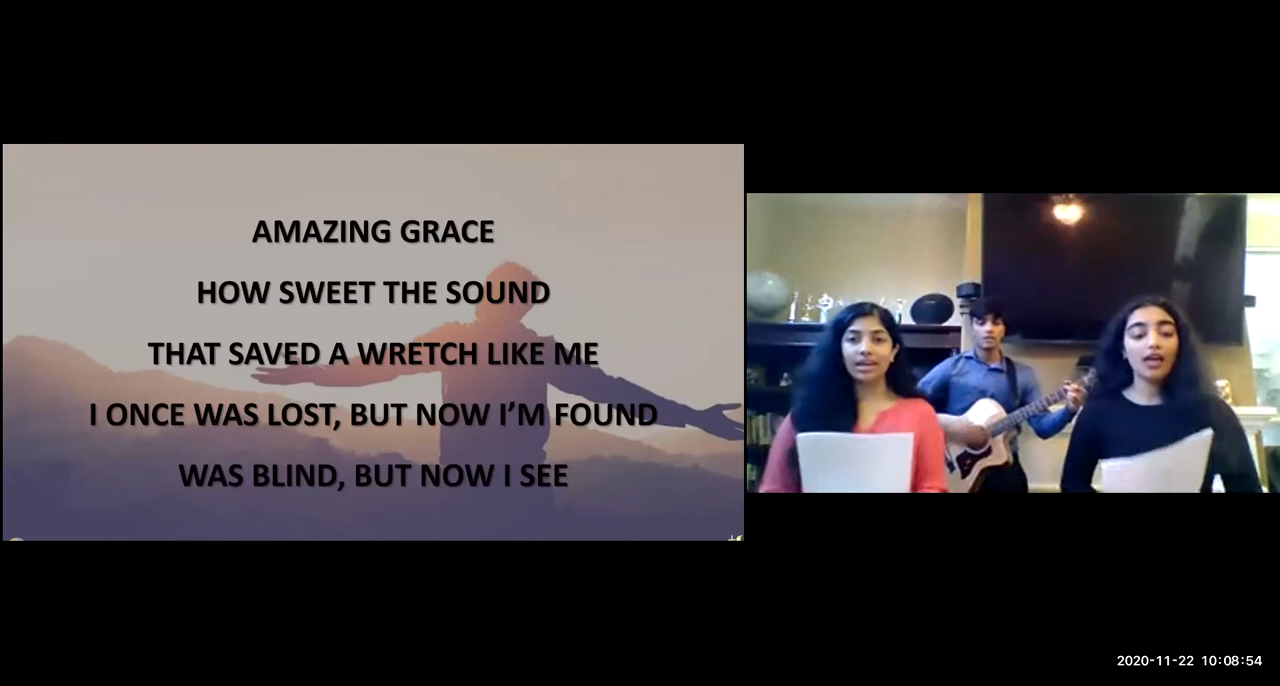 AMAZING GRACE
HOW SWEET THE SOUND
THAT SAVED A WRETCH LIKE ME
I ONCE WAS LOST, BUT NOW I’M FOUND
WAS BLIND, BUT NOW I SEE
2020-11-22 10:08:54